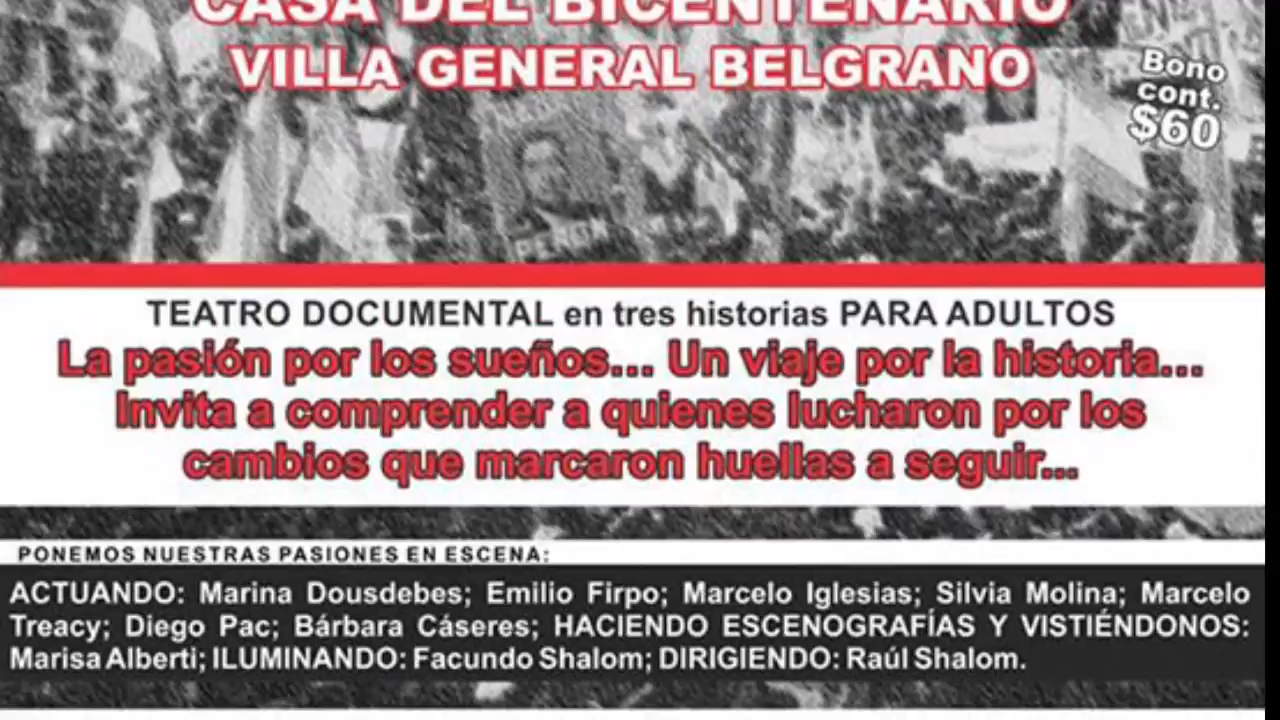 CASA DEL BICENTENARIO
VILLA GENERAL BELGRANO
Bono
cont.
$60
TEATRO DOCUMENTAL en tres historias PARA ADULTOS
La pasión por los sueños... Un viaje por la historia...
Invita a comprender a quienes lucharon por los
cambios que marcaron huellas a seguir...
PONEMOS NUESTRAS PASIONES EN ESCENA:
ACTUANDO: Marina Dousdebes; Emilio Firpo; Marcelo Iglesias; Silvia Molina; Marcelo
Treacy; Diego Pac; Bárbara Cáseres; HACIENDO ESCENOGRAFÍAS Y VISTIÉNDONOS:
Marisa Alberti; ILUMINANDO: Facundo Shalom; DIRIGIENDO: Raúl Shalom.